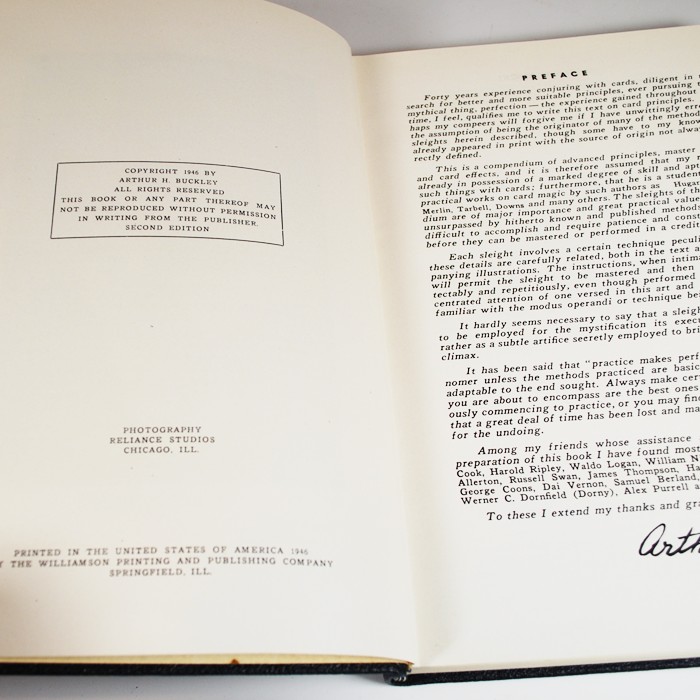 COPYRIGHT 1946 BY
ARTHUR H. BUCKLEY
ALL RIGHTS RESERVED
THIS BOOK OR ANY PART THEREOF MAY
NOT BE REPRODUCED WITHOUT PERMISSION
IN WRITING FROM THE PUBLISHER.
SECOND EDITION
PHOTOGRAPHY
RELIANCE STUDIOS
CHICAGO, ILL.
PRINTED IN THE UNITED STATES OF AMERICA 1946
THE WILLIAMSON PRINTING AND PUBLISHING COMPANY
SPRINGFIELD, ILL.
PREFACE
Forty years experience conjuring with cards, diligent in
search for better and more suitable principles, ever pursuing
mythical thing, perfection — the experience gained throughout
time, I feel, qualifies me to write this text on card principles.
haps my compeers will forgive me if I have unwittingly
the assumption of being the originator of many of the
sleights herein described, though some have to my
already appeared in print with the source of origin not
rectly defined.
This is a compendium of advanced principles, master
and card effects, and it is therefore assumed that my
already in possession of a marked degree of skill and
such things with cards; furthermore, that he is a student
practical works on card magic by such authors as
Merlin, Tarbell, Downs and many others. The sleights of
dium are of major importance and great practical value
unsurpassed by hitherto known and published methods
difficult to accomplish and require patience and
before they can be mastered or performed in a
Each sleight involves a certain technique
these details are carefully related, both in the text
panying illustrations. The instructions, when
will permit the sleight to be mastered and then
tectably and repetitiously, even though performed
centrated attention of one versed in this art and
familiar with the modus operandi or technique
It hardly seems necessary to say that a
to be employed for the mystification its
rather as a subtle artifice secretly employed to
climax.
It has been said that "practice makes
nomer unless the methods practiced are
adaptable to the end sought. Always make
you are about to encompass are the best ones
ously commencing to practice, or you may
that a great deal of time has been lost and
for the undoing.
Among my friends whose assistance
preparation of this book I have found
Cook, Harold Ripley, Waldo Logan, William
Allerton, Russell Swan, James Thompson,
George Coons, Dai Vernon, Samuel Berland,
Werner C. Dornfield (Dorny), Alex Purrell
To these I extend my thanks and